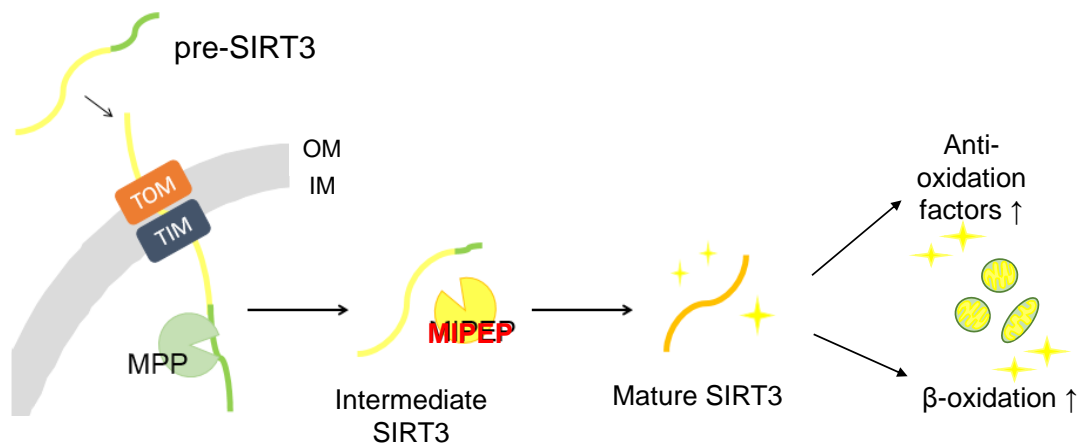 pre-SIRT3
OM
IM
TOM
TIM
MPP
MIPEP
Intermediate
SIRT3
Mature SIRT3
Anti-
oxidation
factors ↑
β-oxidation ↑